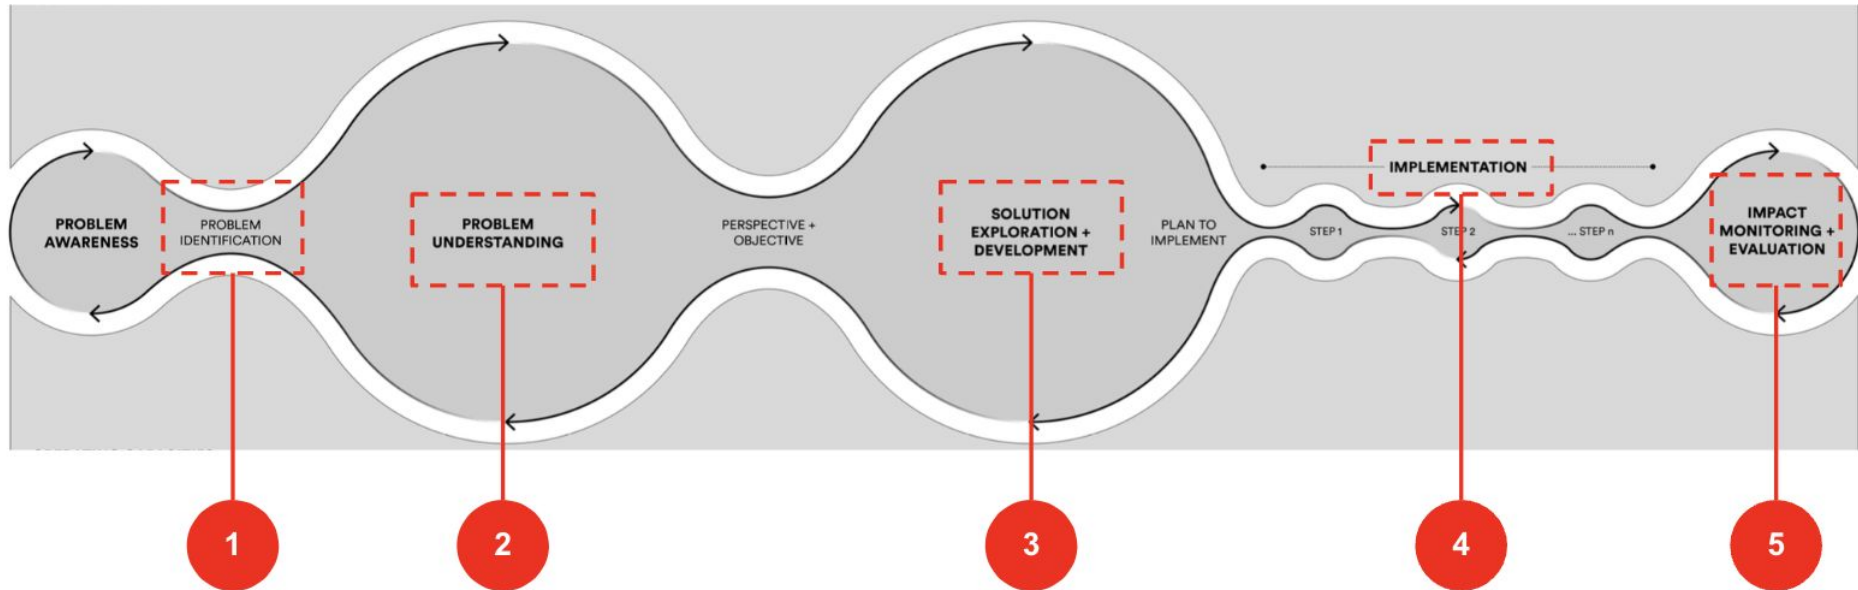 PROBLEM
AWARENESS
PROBLEM
IDENTIFICATION
PROBLEM
UNDERSTANDING
PERSPECTIVE +
OBJECTIVE
SOLUTION
EXPLORATION +
DEVELOPMENT
PLAN TO
IMPLEMENT
IMPLEMENTATION
STEP 1
STEP 2
... STEP n
IMPACT
MONITORING +
EVALUATION
1
2
3
4
5